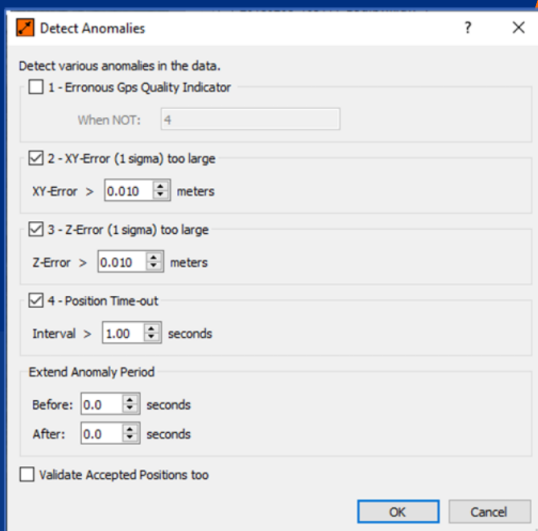 Detect Anomalies
?
Detect various anomalies in the data.
1 - Erronous Gps Quality Indicator
When NOT: 4
2 - XY-Error (1 sigma) too large
XY-Error > 0.010 meters
3 - Z-Error (1 sigma) too large
Z-Error > 0.010 meters
4 - Position Time-out
Interval > 1.00 seconds
Extend Anomaly Period
Before: 0.0 seconds
After: 0.0 seconds
Validate Accepted Positions too
OK Cancel